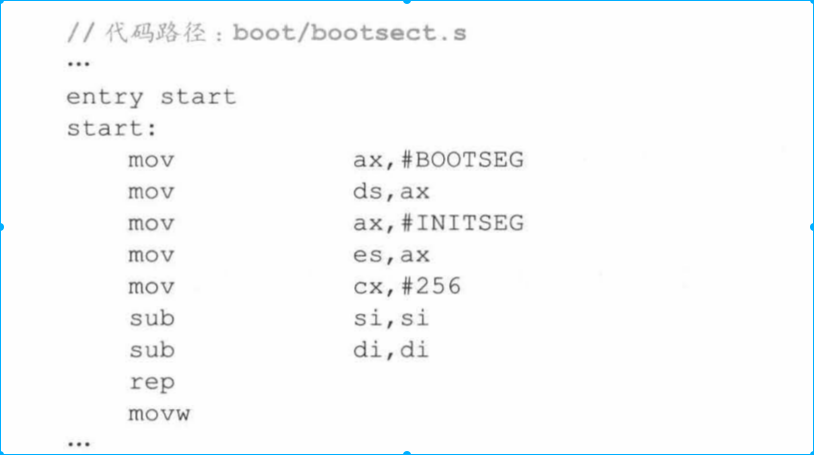 // 代码路径：boot/bootsect.s
…
entry start
start:
mov ax,#BOOTSEG
mov ds,ax
mov ax,#INITSEG
mov es,ax
mov cx,#256
sub si,si
sub di,di
rep
movw
…